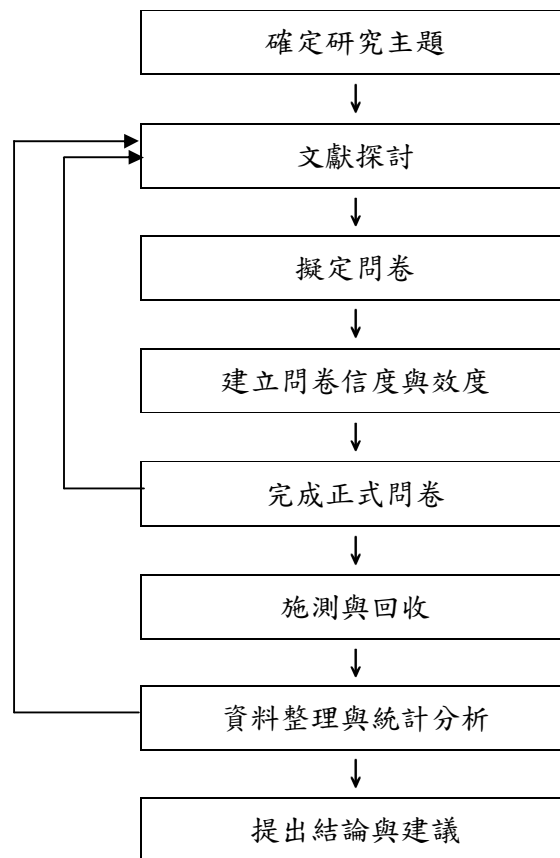 確定研究主題
文獻探討
擬定問卷
建立問卷信度與效度
完成正式問卷
施測與回收
資料整理與統計分析
提出結論與建議